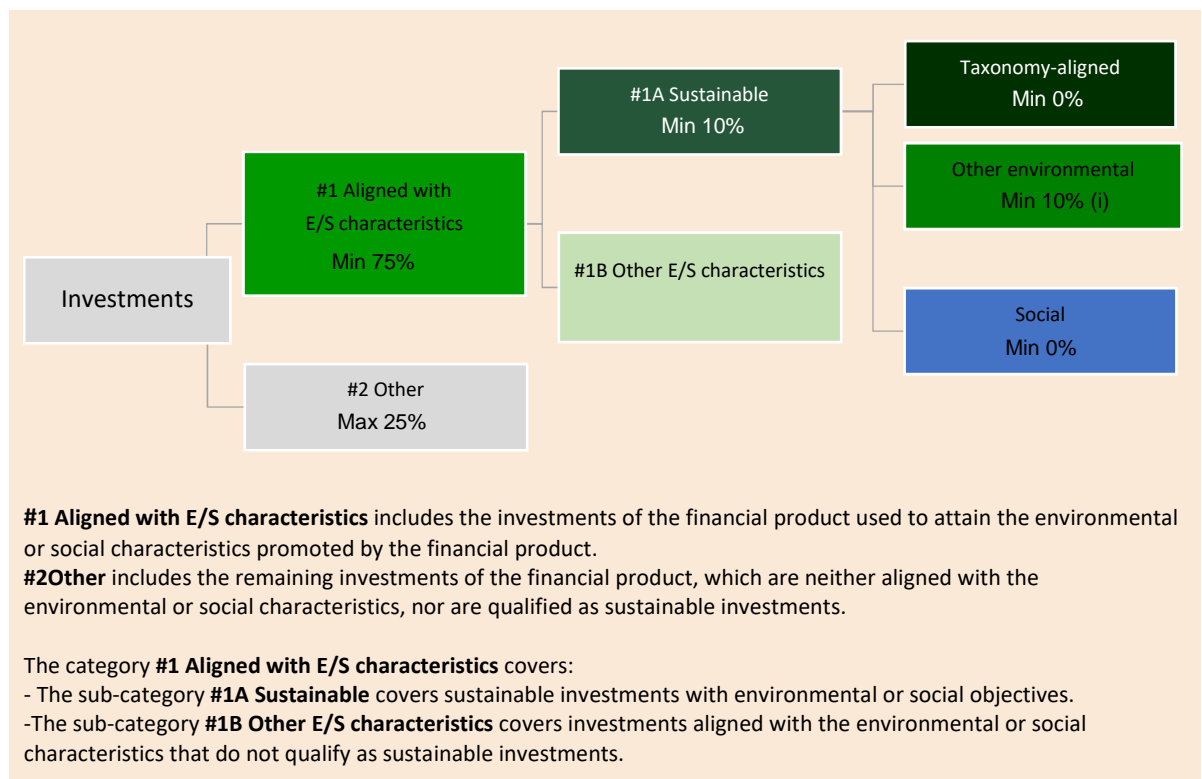 Investments
#1 Aligned with
E/S characteristics
Min 75%
#2 Other
Max 25%
#1A Sustainable
Min 10%
#1B Other E/S characteristics
Taxonomy-aligned
Min 0%
Other environmental
Min 10% (i)
Social
Min 0%
#1 Aligned with E/S characteristics includes the investments of the financial product used to attain the environmental
or social characteristics promoted by the financial product.
#2Other includes the remaining investments of the financial product, which are neither aligned with the
environmental or social characteristics, nor are qualified as sustainable investments.
The category #1 Aligned with E/S characteristics covers:
- The sub-category #1A Sustainable covers sustainable investments with environmental or social objectives.
-The sub-category #1B Other E/S characteristics covers investments aligned with the environmental or social
characteristics that do not qualify as sustainable investments.